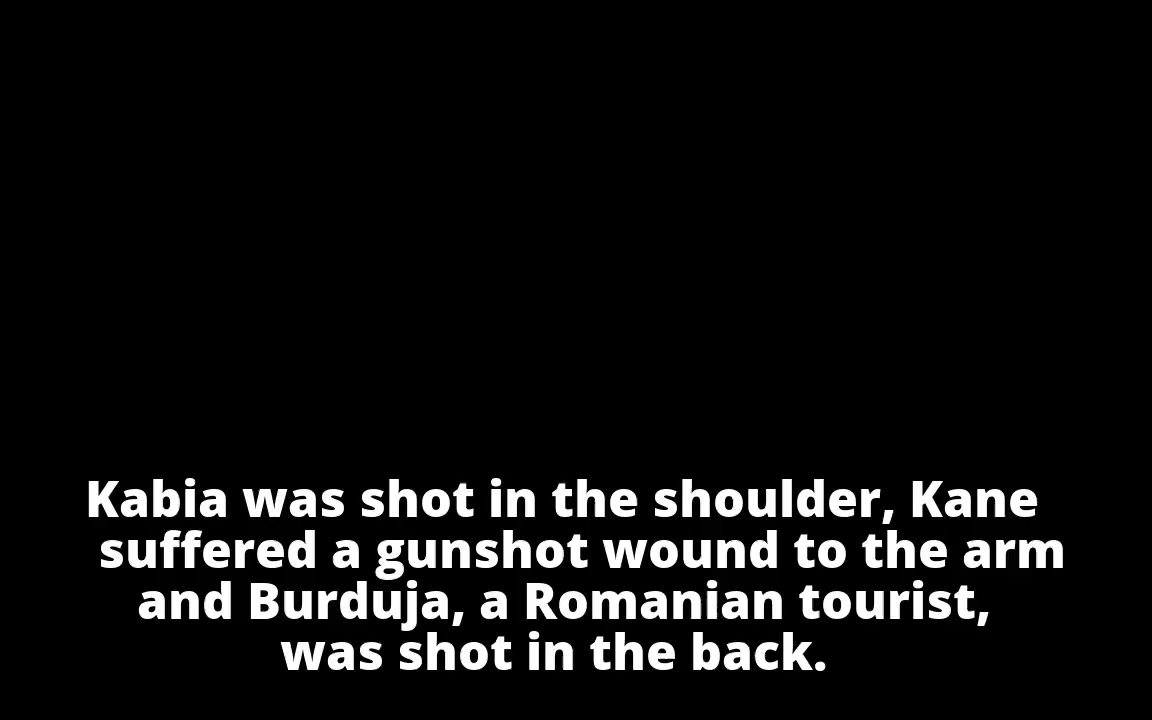 Kabia was shot in the shoulder, Kane
suffered a gunshot wound to the arm
and Burduja, a Romanian tourist,
was shot in the back.